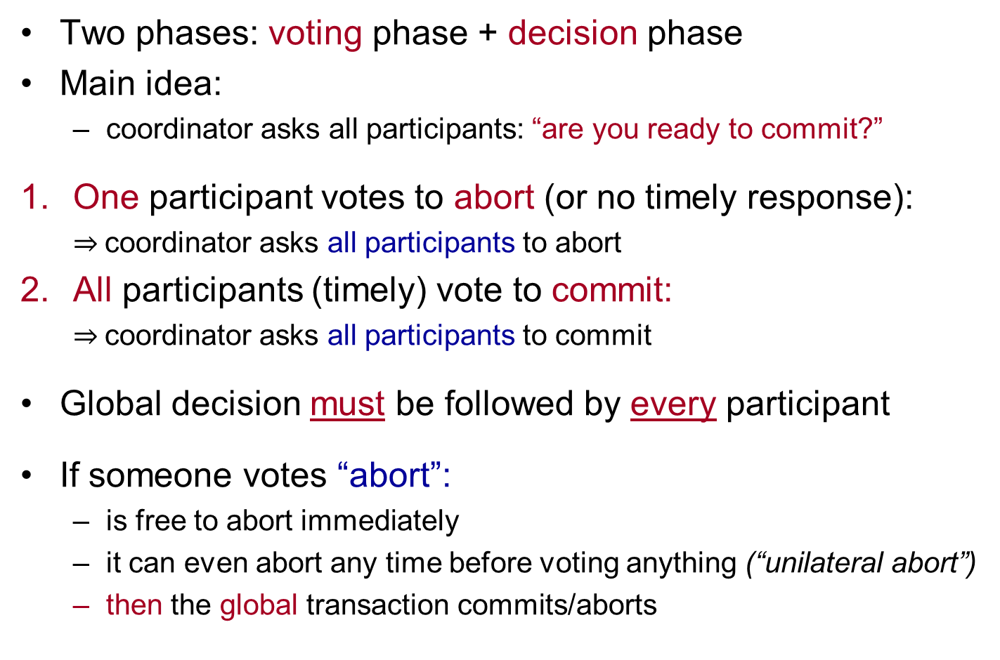 • Two phases: voting phase + decision phase
• Main idea:
– coordinator asks all participants: “are you ready to commit?”
1. One participant votes to abort (or no timely response):
⇒ coordinator asks all participants to abort
2. All participants (timely) vote to commit:
⇒ coordinator asks all participants to commit
• Global decision must be followed by every participant
• If someone votes “abort”:
– is free to abort immediately
– it can even abort any time before voting anything (“unilateral abort”)
– then the global transaction commits/aborts